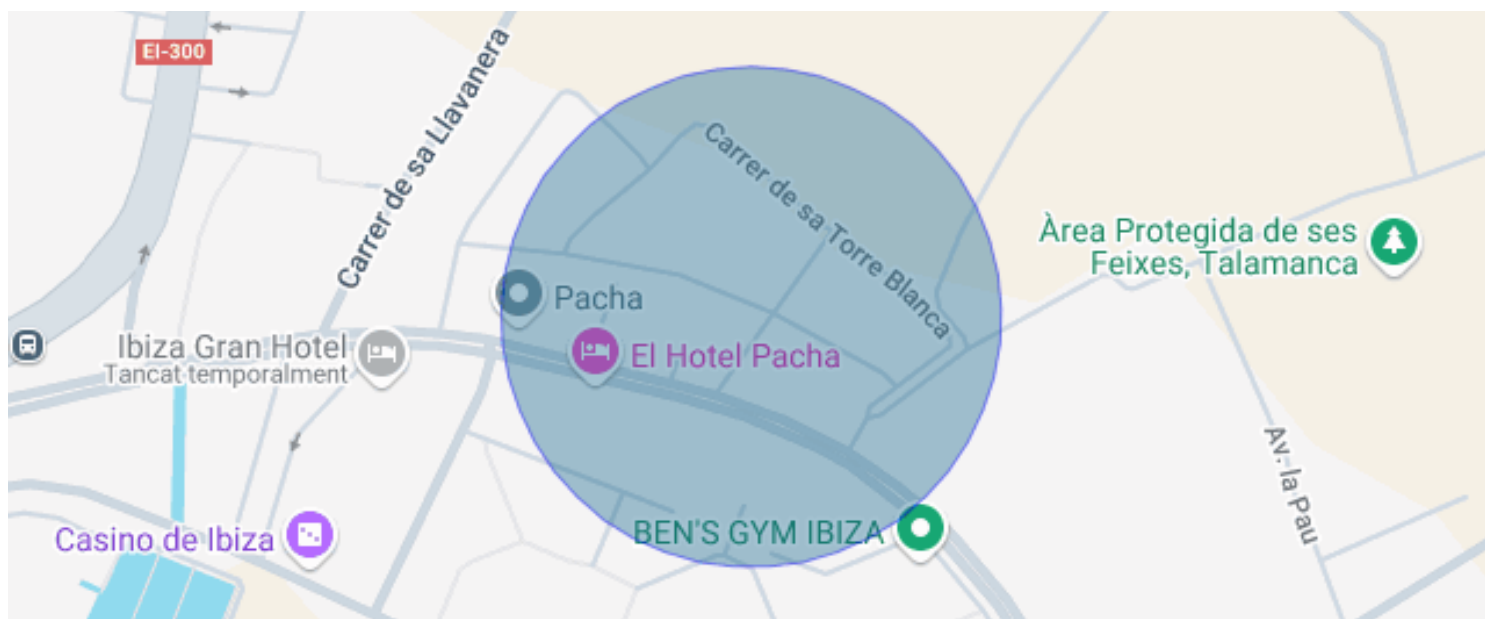 EI-300
Carrer de sa Llavanera
Carrer de sa Torre Blanca
Àrea Protegida de ses
Feixes, Talamanca
Pacha
Ibiza Gran Hotel
Tancat temporalment
El Hotel Pacha
Av. la Pau
Casino de Ibiza
BEN'S GYM IBIZA